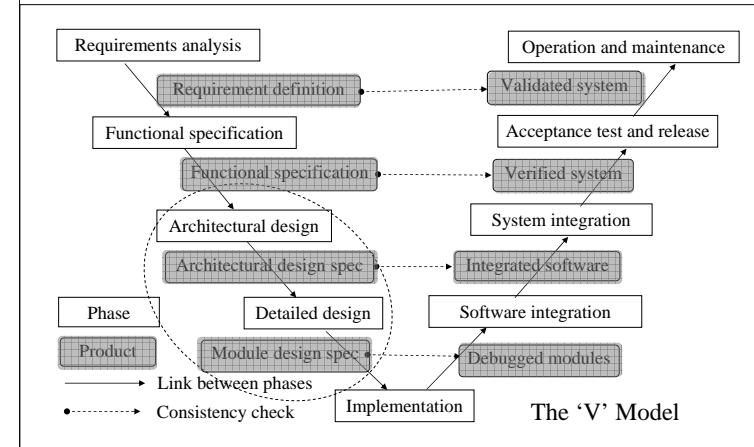 Requirements analysis
Operation and maintenance
Requirement definition
Validated system
Functional specification
Acceptance test and release
Functional specification
Verified system
Architectural design
System integration
Architectural design spec
Integrated software
Phase
Detailed design
Software integration
Product
Module design spec
Debugged modules
Link between phases
Consistency check
Implementation
The ‘V’ Model